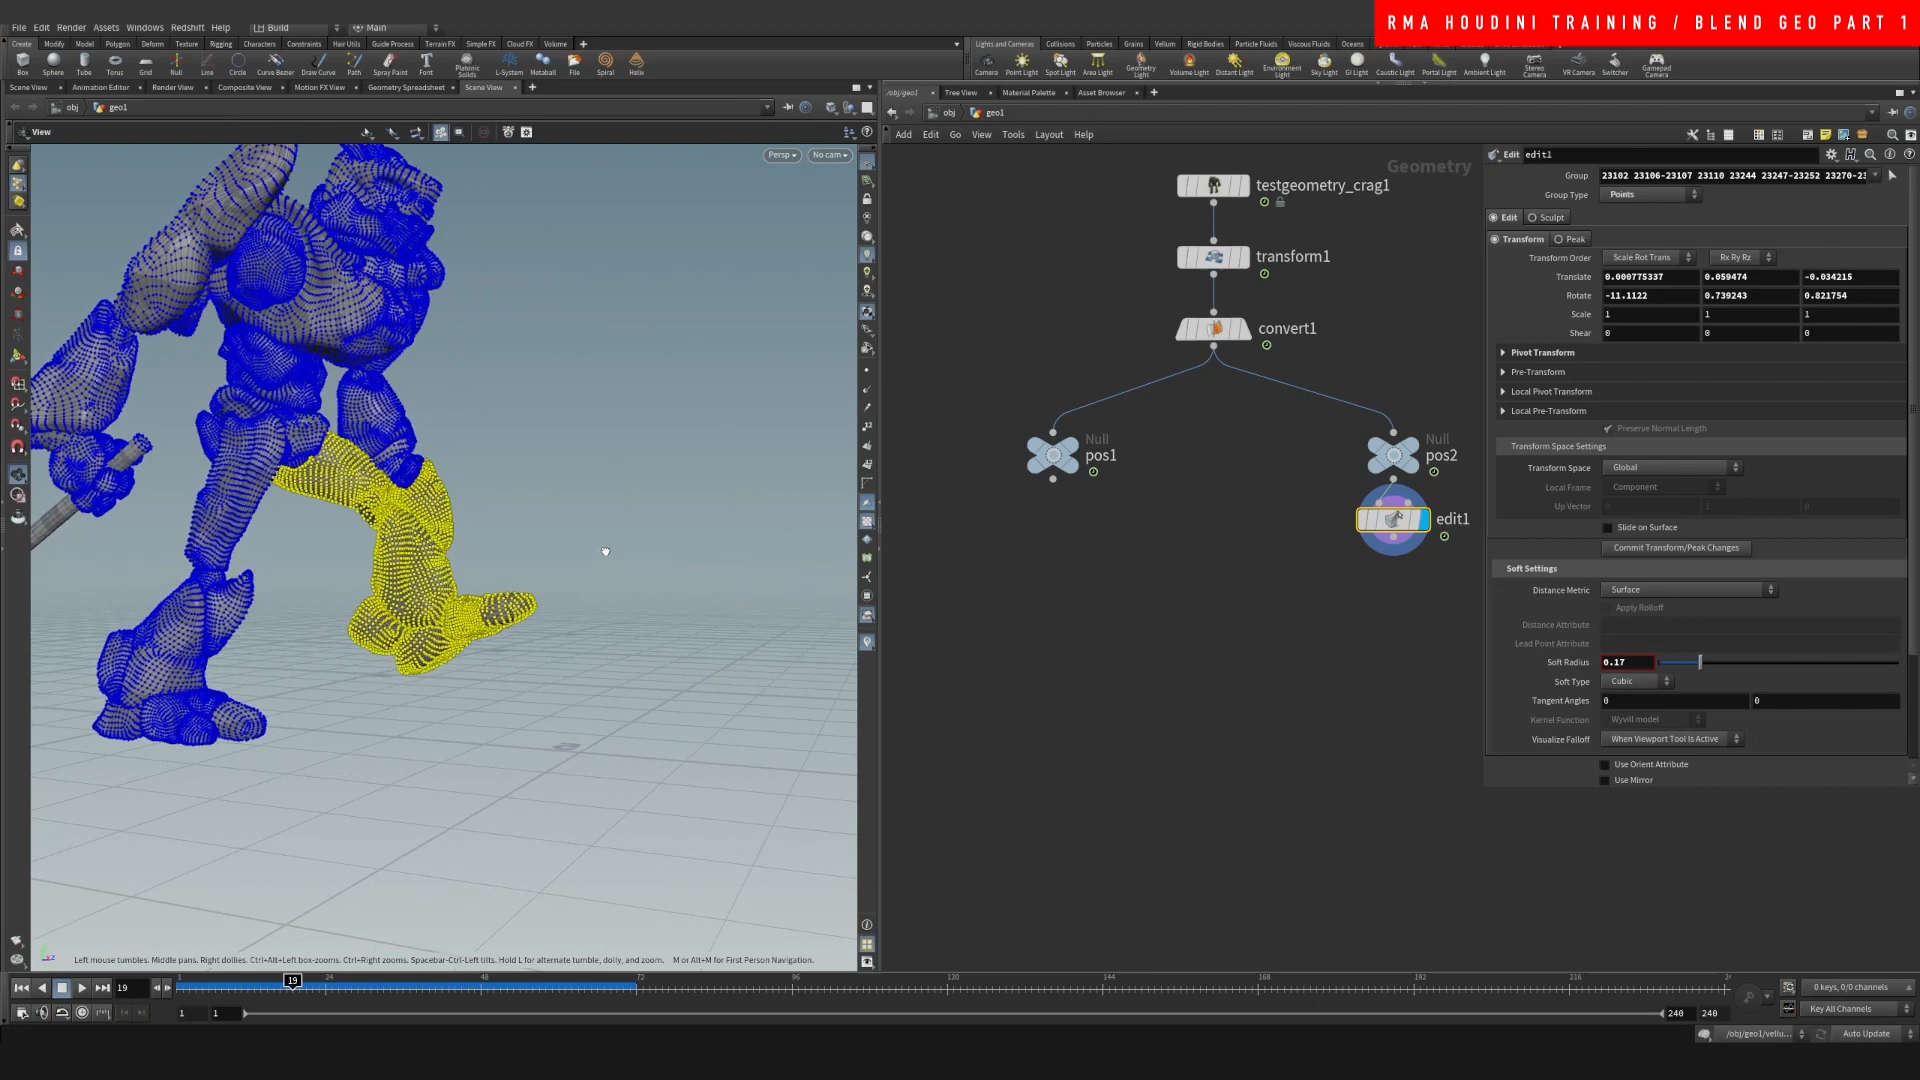 RMA HOUDINI TRAINING / BLEND GEO PART 1
File Edit Render Assets Windows Redshift Help Build Main
Create Modify Model Polygon Deform Texture Rigging Characters Constraints Hair Utils Guide Process Terrain FX Simple FX Cloud FX Volume
Lights and Cameras Collisions Particles Grains Vellum Rigid Bodies Particle Fluids Viscous Fluids Oceans
Box Sphere Tube Torus Grid Null Line Circle Curve Bezier Draw Curve Path Spray Paint Font Platonic Solids L-System Metaball File Spiral Helix
Camera Point Light Spot Light Area Light Geometry Light Volume Light Distant Light Environment Light Sky Light GI Light Caustic Light Portal Light Ambient Light Stereo Camera VR Camera Switcher Gamepad Camera
Scene View Animation Editor Render View Composite View Motion FX View Geometry Spreadsheet Scene View
/obj/geo1 Tree View Material Palette Asset Browser
obj geo1
obj geo1
View
Add Edit Go View Tools Layout Help
Persp No cam
Geometry
testgeometry_crag1
transform1
convert1
Null
pos1
Null
pos2
edit1
Edit edit1
Group 23102 23106-23107 23110 23244 23247-23252 23270-23
Group Type Points
Edit Sculpt
Transform Peak
Transform Order Scale Rot Trans Rx Ry Rz
Translate 0.000775337 0.059474 -0.034215
Rotate -11.1122 0.739243 0.821754
Scale 1 1 1
Shear 0 0 0
Pivot Transform
Pre-Transform
Local Pivot Transform
Local Pre-Transform
Preserve Normal Length
Transform Space Settings
Transform Space Global
Local Frame Component
Up Vector
Slide on Surface
Commit Transform/Peak Changes
Soft Settings
Distance Metric Surface
Apply Rolloff
Distance Attribute
Lead Point Attribute
Soft Radius 0.17
Soft Type Cubic
Tangent Angles 0 0
Kernel Function Wyvill model
Visualize Falloff When Viewport Tool Is Active
Use Orient Attribute
Use Mirror
Left mouse tumbles. Middle pans. Right dollies. Ctrl+Alt+Left box-zooms. Ctrl+Right zooms. Spacebar-Ctrl-Left tilts. Hold L for alternate tumble, dolly, and zoom. M or Alt+M for First Person Navigation.
1 19 24 48 72 96 120 144 168 192 216
19
0 keys, 0/0 channels
1 1 240 240
Key All Channels
/obj/geo1/vellu... Auto Update